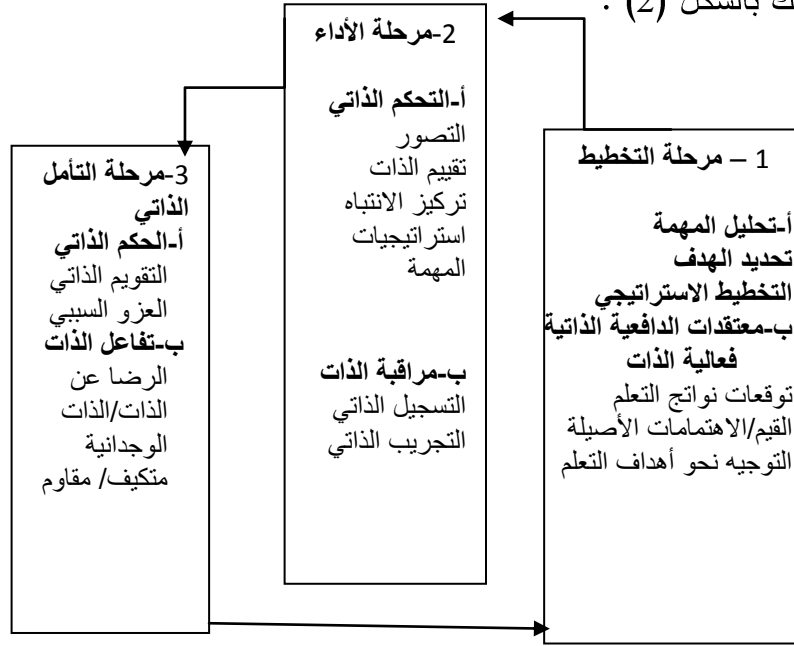 ك بالشكل (2) .
1 – مرحلة التخطيط
أ-تحليل المهمة
تحديد الهدف
التخطيط الاستراتيجي
ب-معتقدات الدافعية الذاتية
فعالية الذات
توقعات نواتج التعلم
القيم/الاهتمامات الأصيلة
التوجيه نحو أهداف التعلم
2-مرحلة الأداء
أ-التحكم الذاتي
التصور
تقييم الذات
تركيز الانتباه
استراتيجيات
المهمة
ب-مراقبة الذات
التسجيل الذاتي
التجريب الذاتي
3-مرحلة التأمل
الذاتي
أ-الحكم الذاتي
التقويم الذاتي
العزو السببي
ب-تفاعل الذات
الرضا عن
الذات/الذات
الوجدانية
متكيف/ مقاوم